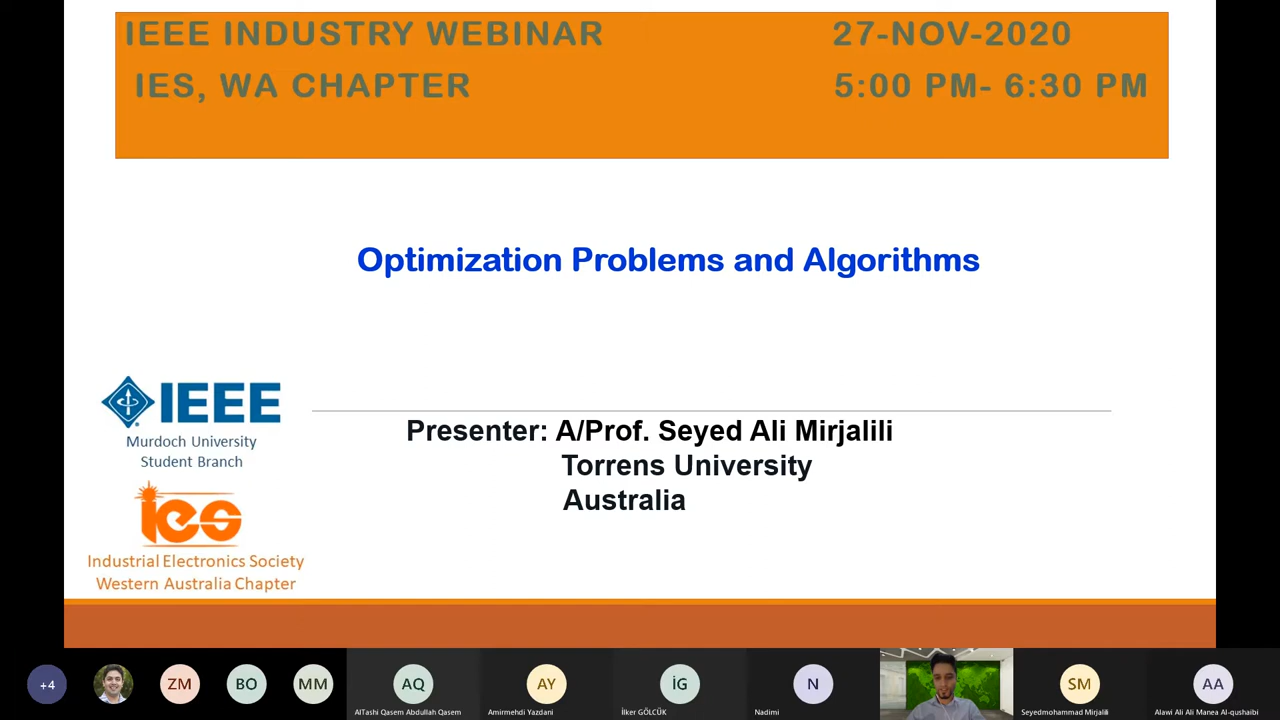 IEEE INDUSTRY WEBINAR 27-NOV-2020
IES, WA CHAPTER 5:00 PM- 6:30 PM
Optimization Problems and Algorithms
IEEE
Murdoch University
Student Branch
ies
Industrial Electronics Society
Western Australia Chapter
Presenter: A/Prof. Seyed Ali Mirjalili
Torrens University
Australia
+4
ZM
BO
MM
AQ
AlTashi Qasem Abdullah Qasem
AY
Amirmehdi Yazdani
İG
İlker GÖLCÜK
N
Nadimi
SM
Seyedmohammad Mirjalili
AA
Alawi Ali Ali Manea Al-qushaibi